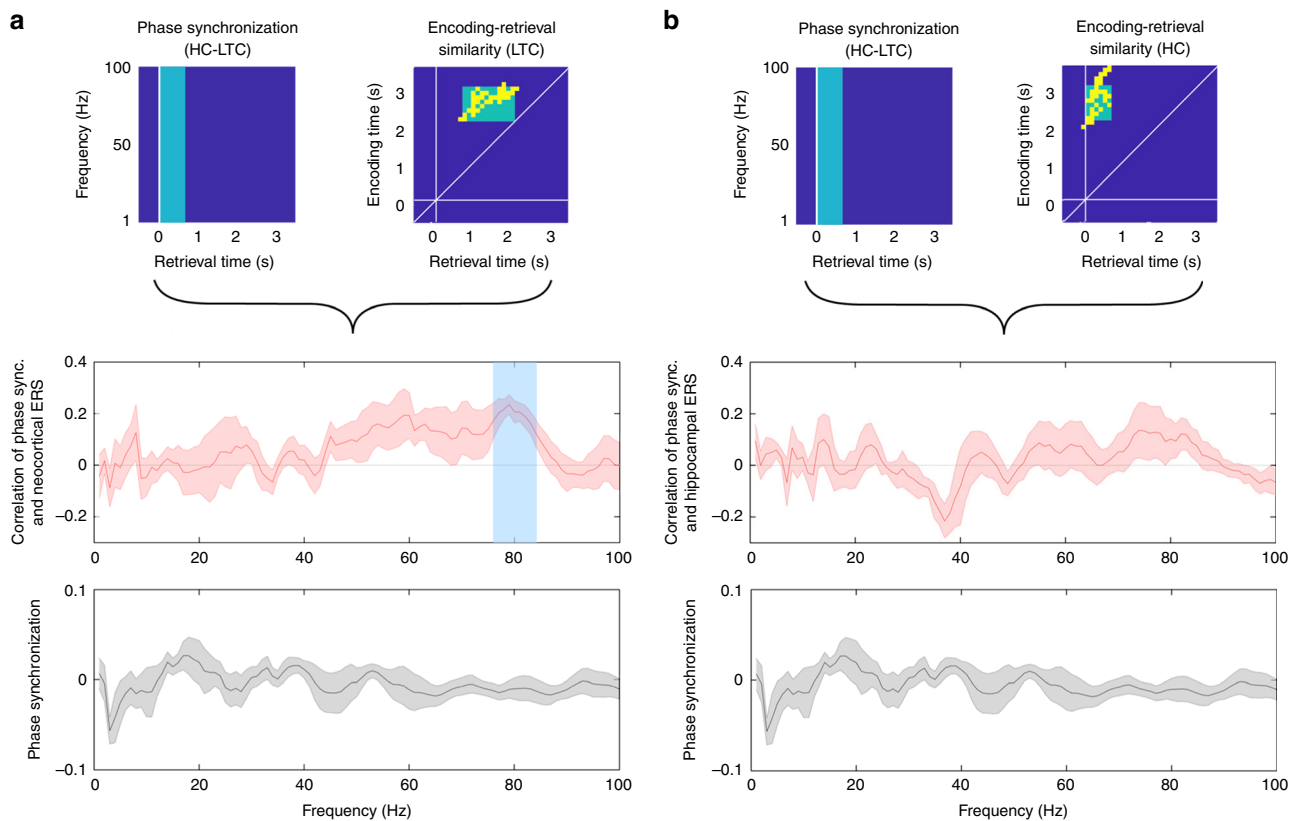 a
Phase synchronization
(HC-LTC)
Encoding-retrieval
similarity (LTC)
Frequency (Hz)
100
50
1
0 1 2 3
Retrieval time (s)
Encoding time (s)
3
2
1
0
0 1 2 3
Retrieval time (s)
Correlation of phase sync.
and neocortical ERS
0.4
0.2
0
−0.2
0 20 40 60 80 100
Phase synchronization
0.1
0
−0.1
0 20 40 60 80 100
Frequency (Hz)
b
Phase synchronization
(HC-LTC)
Encoding-retrieval
similarity (HC)
Frequency (Hz)
100
50
1
0 1 2 3
Retrieval time (s)
Encoding time (s)
3
2
1
0
0 1 2 3
Retrieval time (s)
Correlation of phase sync.
and hippocampal ERS
0.4
0.2
0
−0.2
0 20 40 60 80 100
Phase synchronization
0.1
0
−0.1
0 20 40 60 80 100
Frequency (Hz)